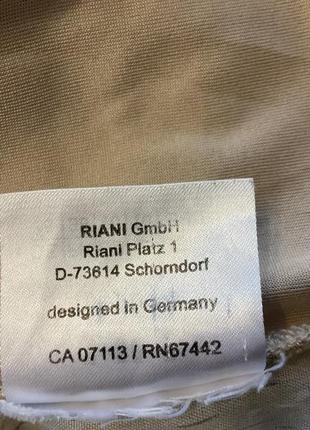 RIANI GmbH
Riani Platz 1
D-73614 Schorndorf
designed in Germany
CA 07113 / RN67442